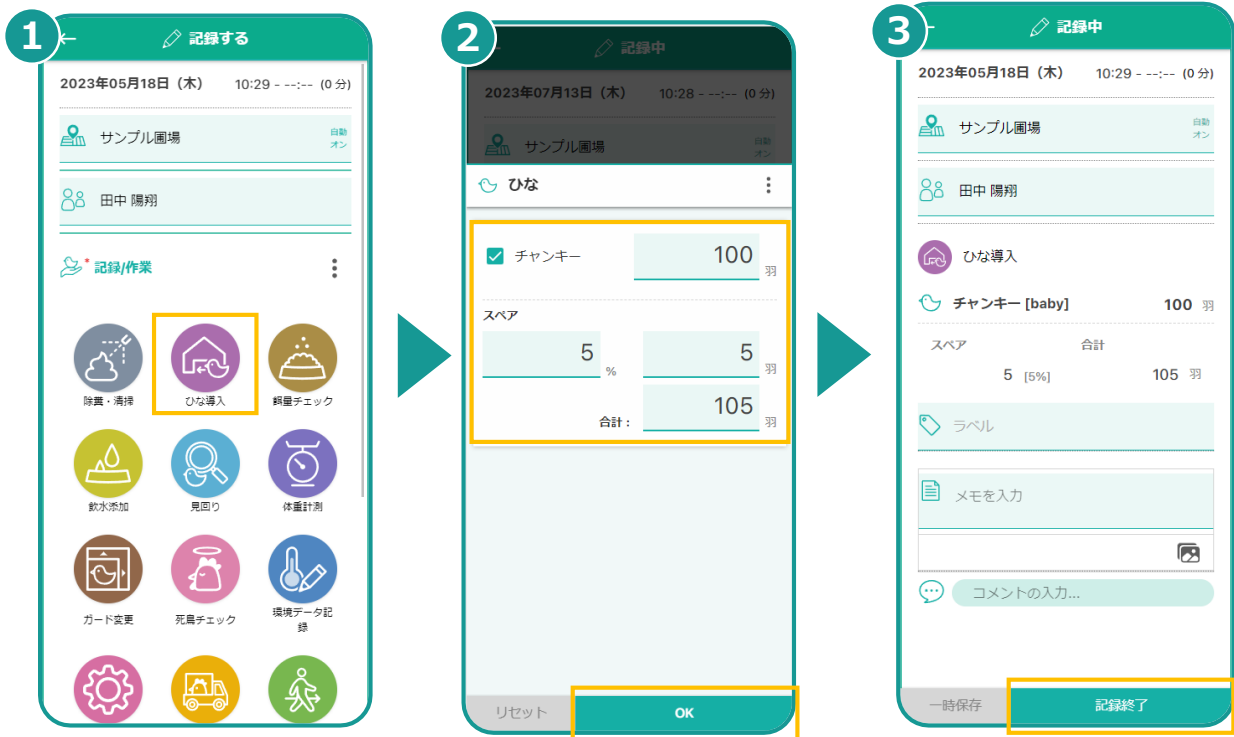 1
← 記録する
2023年05月18日（木） 10:29 - --:-- (0 分)
サンプル圃場 自動オン
田中 陽翔
* 記録/作業
除糞・清掃 ひな導入 餌量チェック
飲水添加 見回り 体重計測
ガード変更 死鳥チェック 環境データ記
録
2
記録中
2023年07月13日（木） 10:28 - --:-- (0 分)
サンプル圃場 自動オン
ひな
チャンキー 100 羽
スペア
5 % 5 羽
合計： 105 羽
リセット OK
3
記録中
2023年05月18日（木） 10:29 - --:-- (0 分)
サンプル圃場 自動オン
田中 陽翔
ひな導入
チャンキー [baby] 100 羽
スペア 合計
5 [5%] 105 羽
ラベル
メモを入力
コメントの入力...
一時保存 記録終了